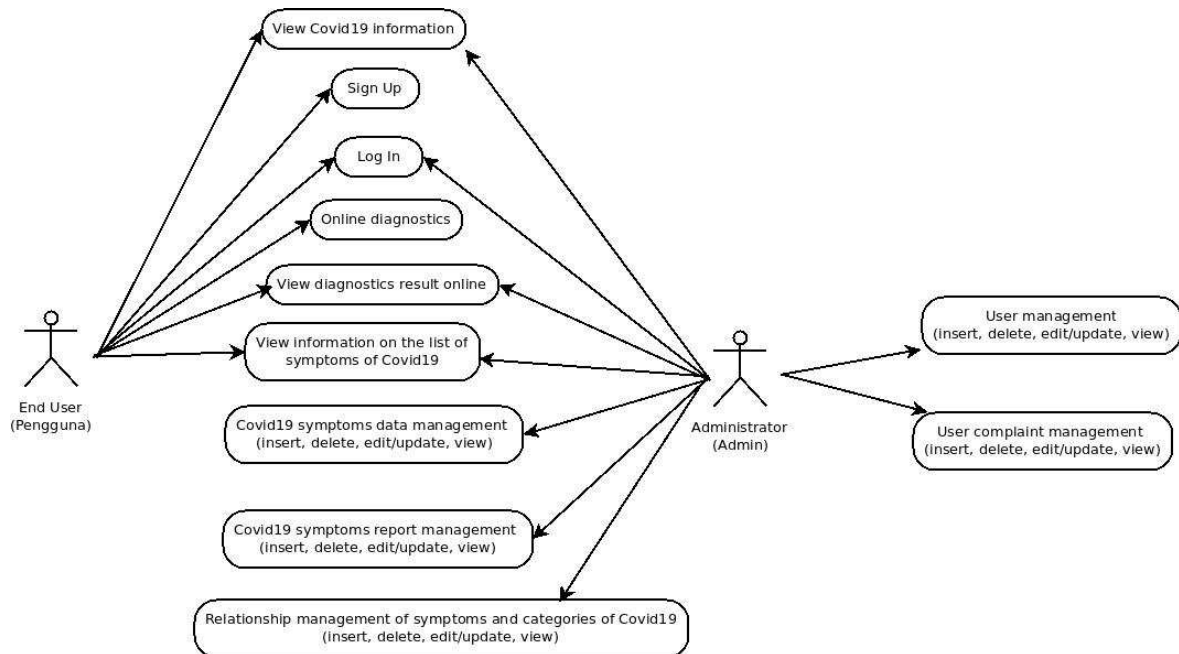 View Covid19 information
Sign Up
Log In
Online diagnostics
View diagnostics result online
View information on the list of
symptoms of Covid19
End User
(Pengguna)
Covid19 symptoms data management
(insert, delete, edit/update, view)
Covid19 symptoms report management
(insert, delete, edit/update, view)
Relationship management of symptoms and categories of Covid19
(insert, delete, edit/update, view)
Administrator
(Admin)
User management
(insert, delete, edit/update, view)
User complaint management
(insert, delete, edit/update, view)